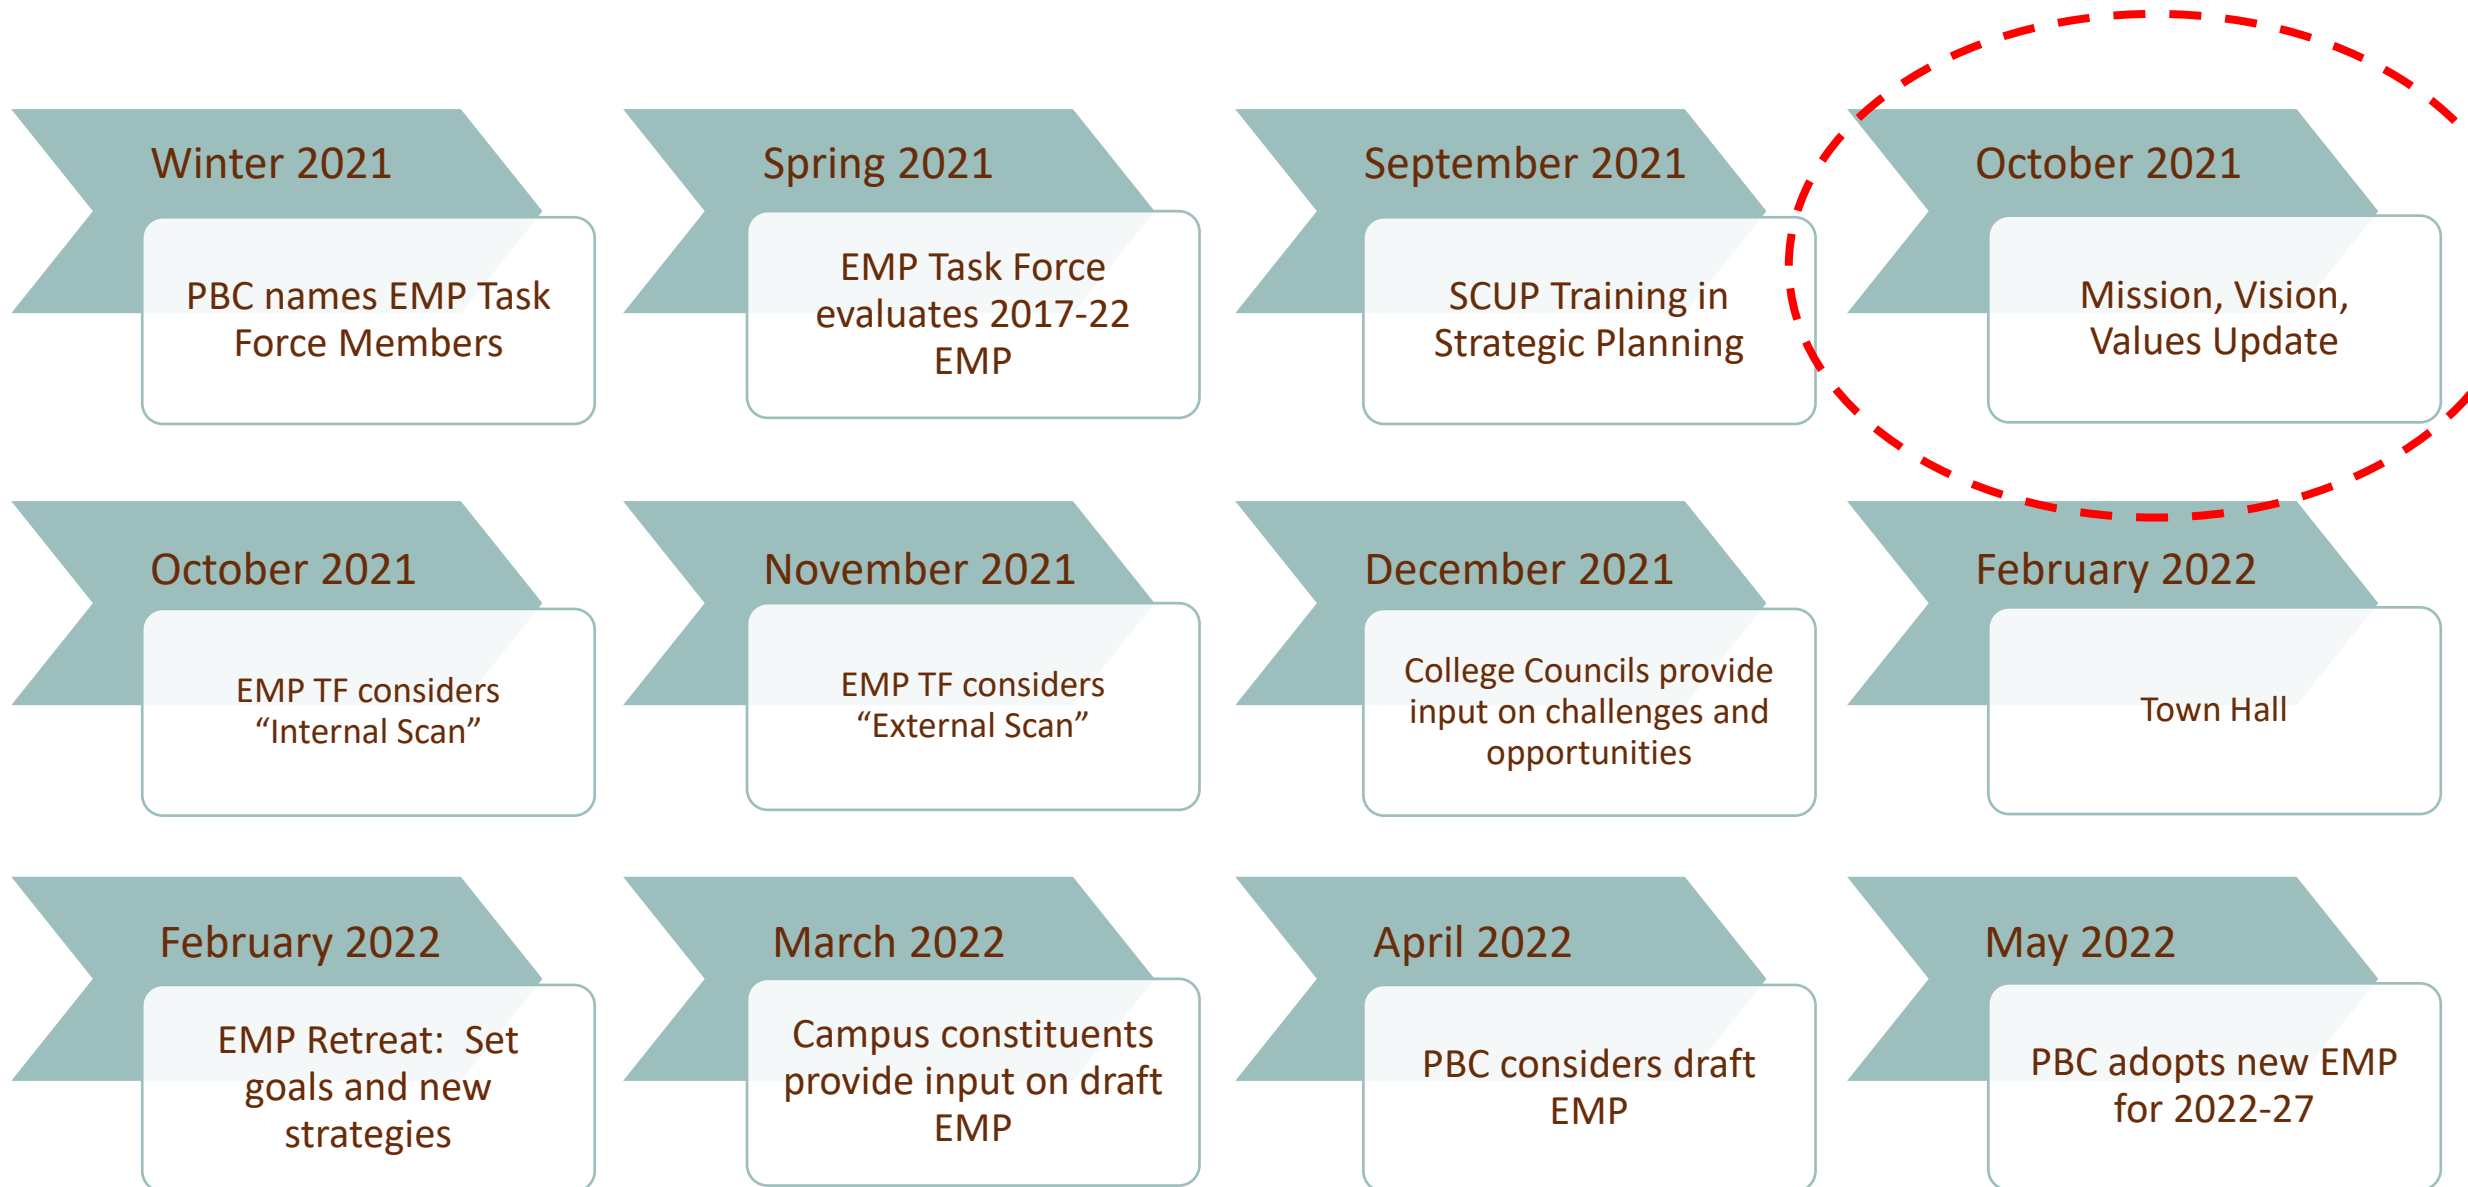 Winter 2021
PBC names EMP Task
Force Members
Spring 2021
EMP Task Force
evaluates 2017-22
EMP
September 2021
SCUP Training in
Strategic Planning
October 2021
Mission, Vision,
Values Update
October 2021
EMP TF considers
“Internal Scan”
November 2021
EMP TF considers
“External Scan”
December 2021
College Councils provide
input on challenges and
opportunities
February 2022
Town Hall
February 2022
EMP Retreat:  Set
goals and new
strategies
March 2022
Campus constituents
provide input on draft
EMP
April 2022
PBC considers draft
EMP
May 2022
PBC adopts new EMP
for 2022-27